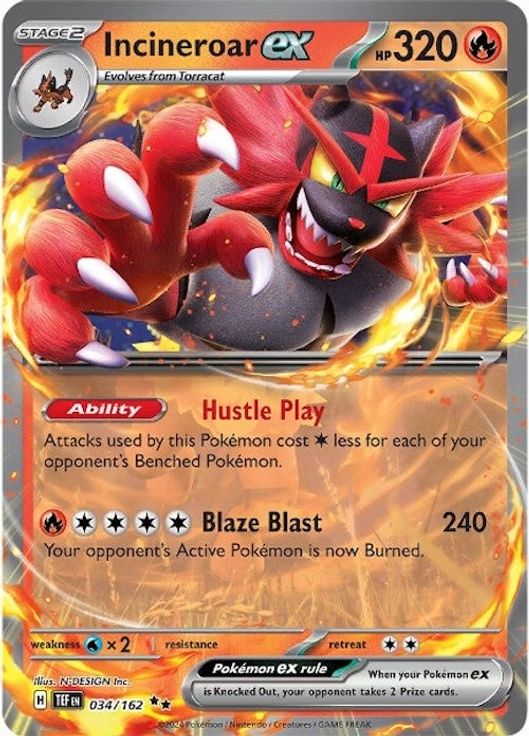 STAGE2
Incineroar ex HP 320
Evolves from Torracat
Ability Hustle Play
Attacks used by this Pokémon cost less for each of your
opponent's Benched Pokémon.
Blaze Blast 240
Your opponent's Active Pokémon is now Burned.
weakness ×2 resistance retreat
Illus. N-DESIGN Inc.
Pokémon ex rule When your Pokémon ex
is Knocked Out, your opponent takes 2 Prize cards.
H TEF EN 034/162
©2024 Pokémon / Nintendo / Creatures / GAME FREAK